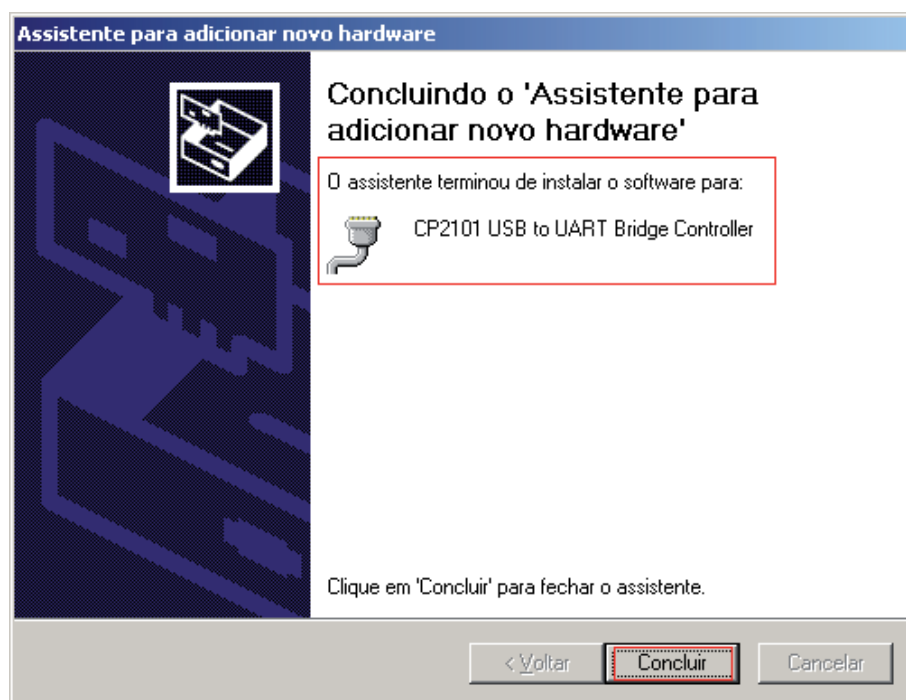 Assistente para adicionar novo hardware
Concluindo o 'Assistente para
adicionar novo hardware'
O assistente terminou de instalar o software para:
CP2101 USB to UART Bridge Controller
Clique em 'Concluir' para fechar o assistente.
< Voltar Concluir Cancelar